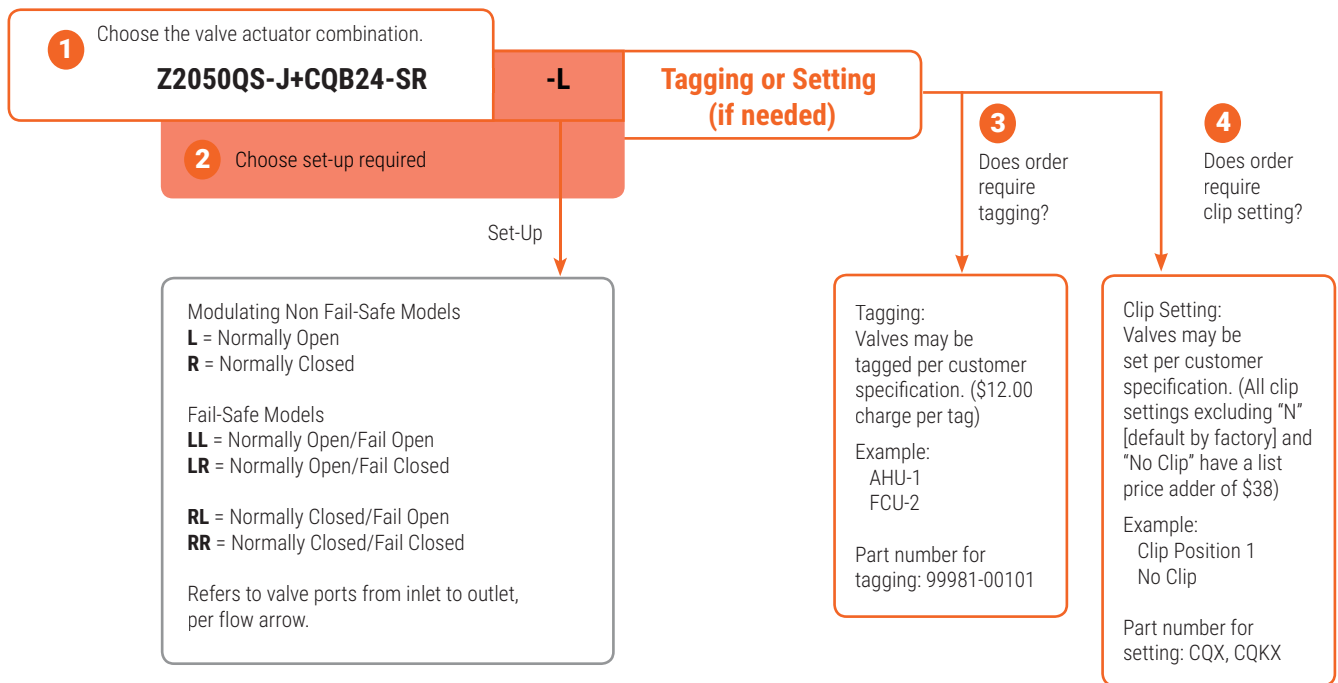 1
Choose the valve actuator combination.
Z2050QS-J+CQB24-SR
-L
Tagging or Setting
(if needed)
2
Choose set-up required
Set-Up
Modulating Non Fail-Safe Models
L = Normally Open
R = Normally Closed
Fail-Safe Models
LL = Normally Open/Fail Open
LR = Normally Open/Fail Closed
RL = Normally Closed/Fail Open
RR = Normally Closed/Fail Closed
Refers to valve ports from inlet to outlet,
per flow arrow.
3
Does order
require
tagging?
Tagging:
Valves may be
tagged per customer
specification. ($12.00
charge per tag)
Example:
AHU-1
FCU-2
Part number for
tagging: 99981-00101
4
Does order
require
clip setting?
Clip Setting:
Valves may be
set per customer
specification. (All clip
settings excluding “N”
[default by factory] and
“No Clip” have a list
price adder of $38)
Example:
Clip Position 1
No Clip
Part number for
setting: CQX, CQKX